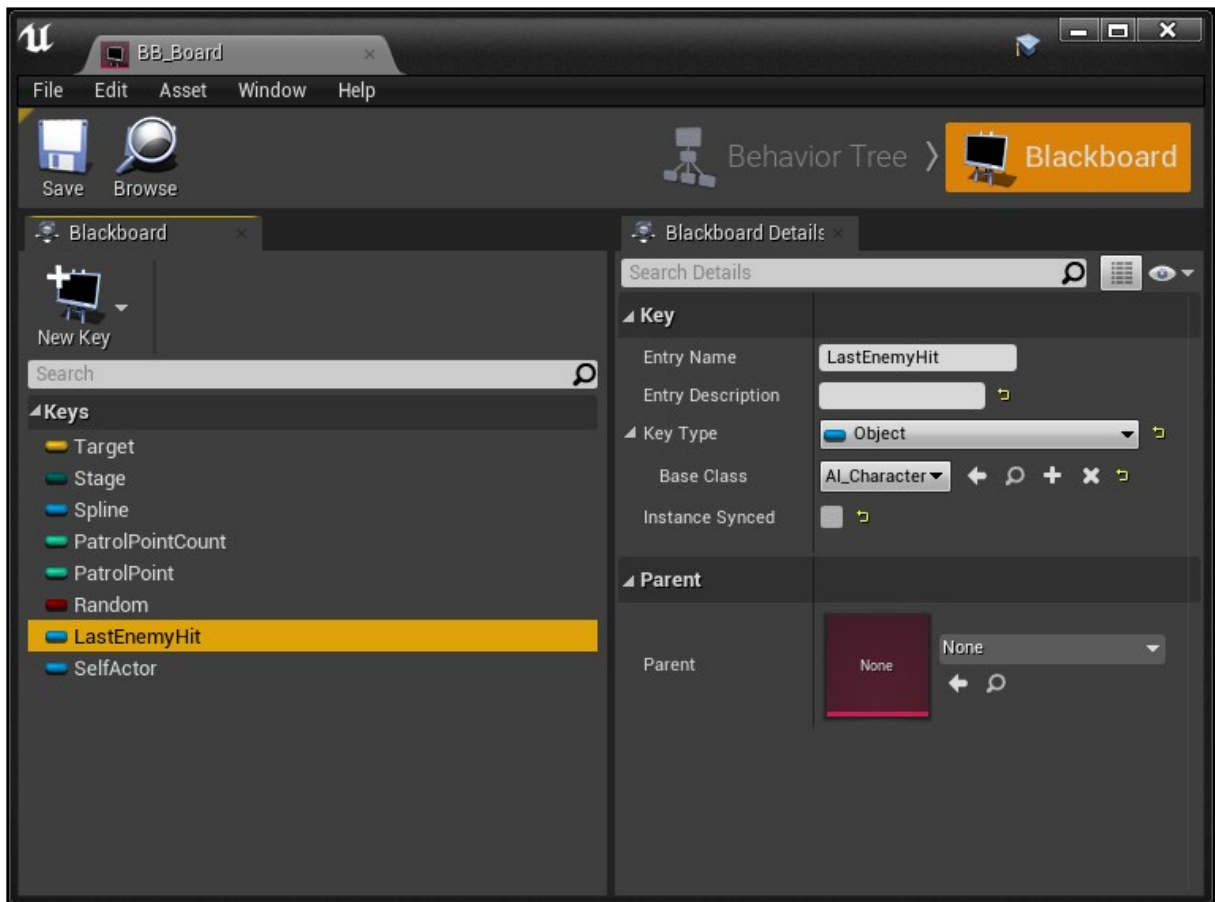 BB_Board
File Edit Asset Window Help
Save Browse
Behavior Tree Blackboard
Blackboard
New Key
Search
Keys
Target
Stage
Spline
PatrolPointCount
PatrolPoint
Random
LastEnemyHit
SelfActor
Blackboard Details
Search Details
Key
Entry Name LastEnemyHit
Entry Description
Key Type Object
Base Class AI_Character
Instance Synced
Parent
Parent None None